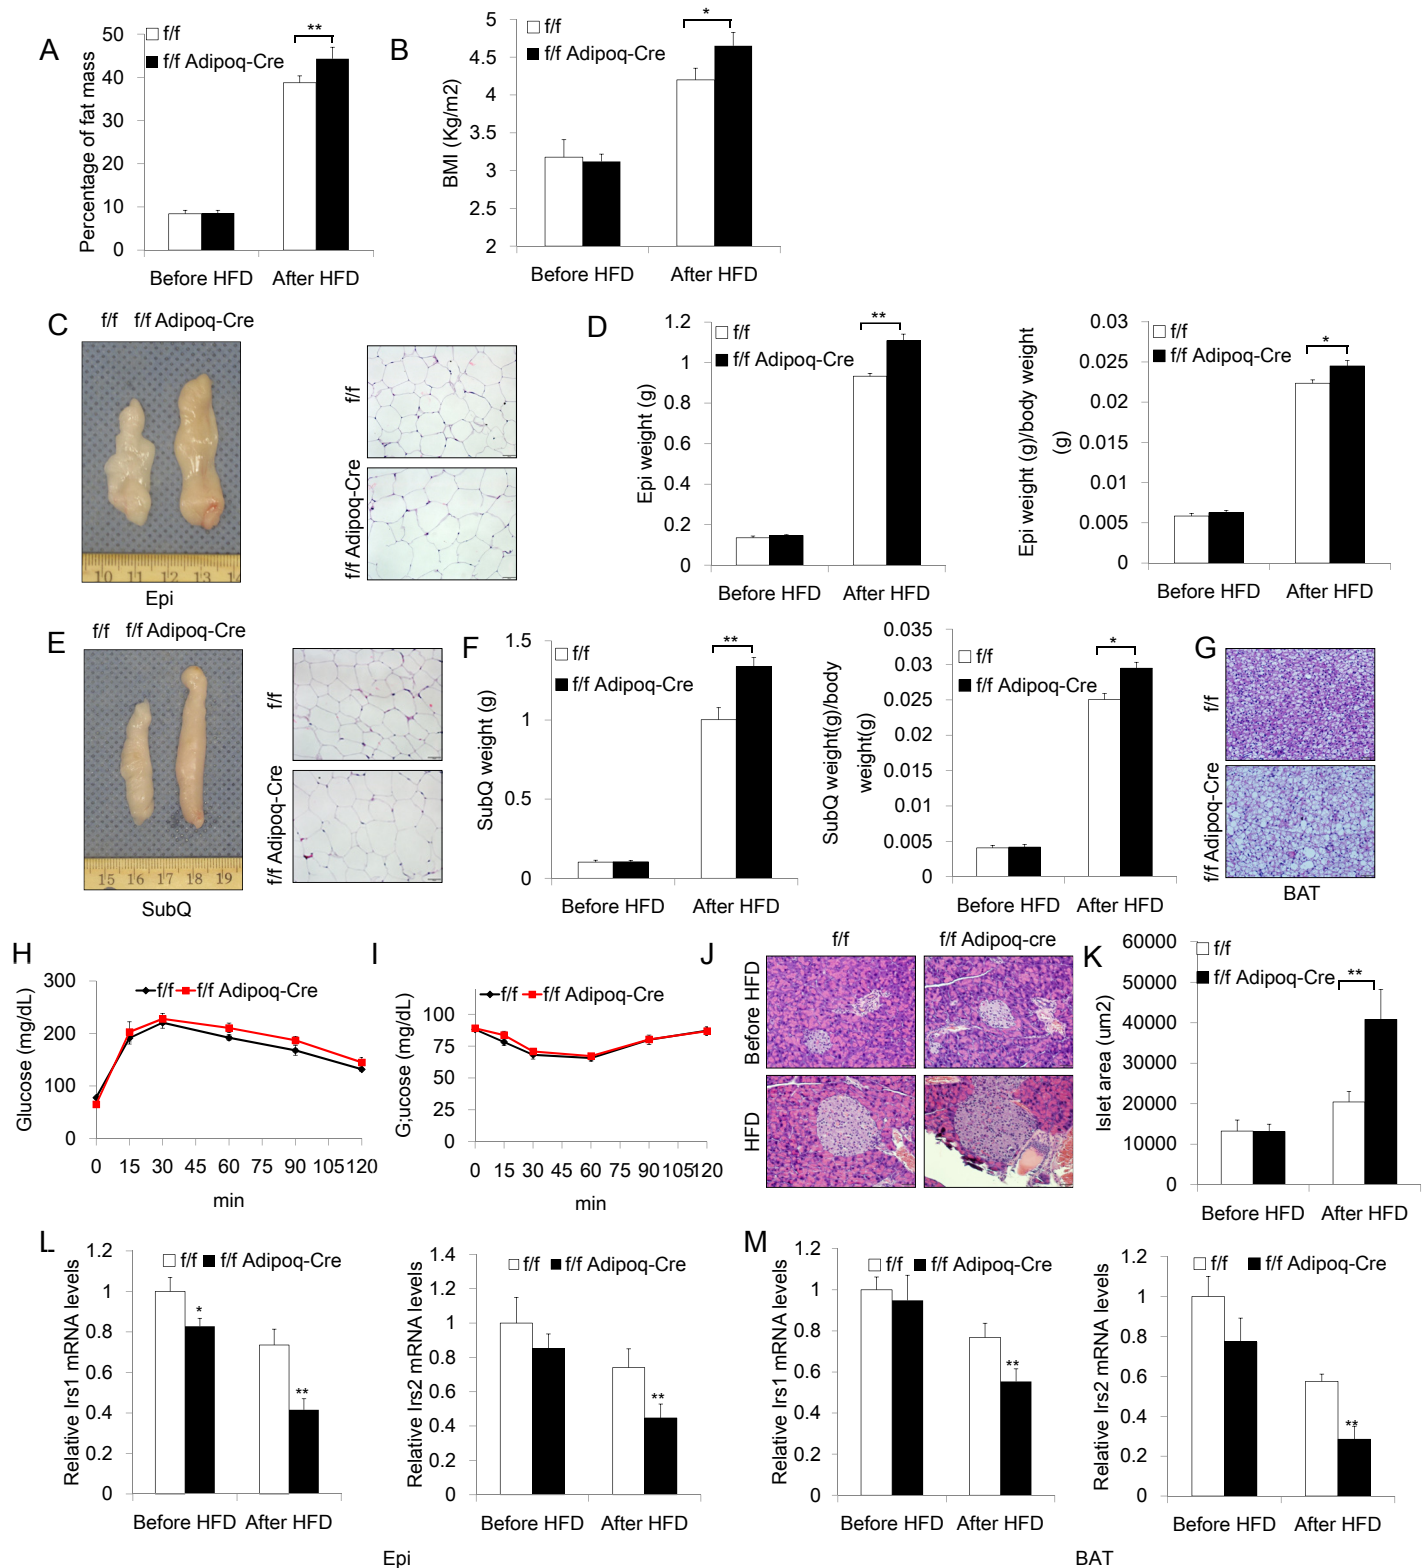 A
Percentage of fat mass
50
40
30
20
10
0
f/f
f/f Adipoq-Cre
**
Before HFD After HFD
B
BMI (Kg/m2)
5
4.5
4
3.5
3
2.5
2
f/f
f/f Adipoq-Cre
*
Before HFD After HFD
C
f/f f/f Adipoq-Cre
10 11 12 13 14
Epi
f/f
f/f Adipoq-Cre
D
Epi weight (g)
1.2
1
0.8
0.6
0.4
0.2
0
f/f
f/f Adipoq-Cre
**
Before HFD After HFD
Epi weight (g)/body weight
(g)
0.03
0.025
0.02
0.015
0.01
0.005
0
f/f
f/f Adipoq-Cre
*
Before HFD After HFD
E
f/f f/f Adipoq-Cre
15 16 17 18 19
SubQ
f/f
f/f Adipoq-Cre
F
SubQ weight (g)
1.5
1
0.5
0
f/f
f/f Adipoq-Cre
**
Before HFD After HFD
SubQ weight(g)/body
weight(g)
0.035
0.03
0.025
0.02
0.015
0.01
0.005
0
f/f
f/f Adipoq-Cre
*
Before HFD After HFD
G
f/f
f/f Adipoq-Cre
BAT
H
Glucose (mg/dL)
300
200
100
0
f/f f/f Adipoq-Cre
0 15 30 45 60 75 90 105 120
min
I
G;ucose (mg/dL)
100
75
50
25
0
f/f f/f Adipoq-Cre
0 15 30 45 60 75 90 105 120
min
J
f/f f/f Adipoq-cre
Before HFD
HFD
K
Islet area (um2)
60000
50000
40000
30000
20000
10000
0
f/f
f/f Adipoq-Cre
**
Before HFD After HFD
L
Relative Irs1 mRNA levels
1.2
1
0.8
0.6
0.4
0.2
0
f/f f/f Adipoq-Cre
*
**
Before HFD After HFD
Relative Irs2 mRNA levels
1.4
1.2
1
0.8
0.6
0.4
0.2
0
f/f f/f Adipoq-Cre
**
Before HFD After HFD
Epi
M
Relative Irs1 mRNA levels
1.2
1
0.8
0.6
0.4
0.2
0
f/f f/f Adipoq-Cre
**
Before HFD After HFD
Relative Irs2 mRNA levels
1.2
1
0.8
0.6
0.4
0.2
0
f/f f/f Adipoq-Cre
**
Before HFD After HFD
BAT